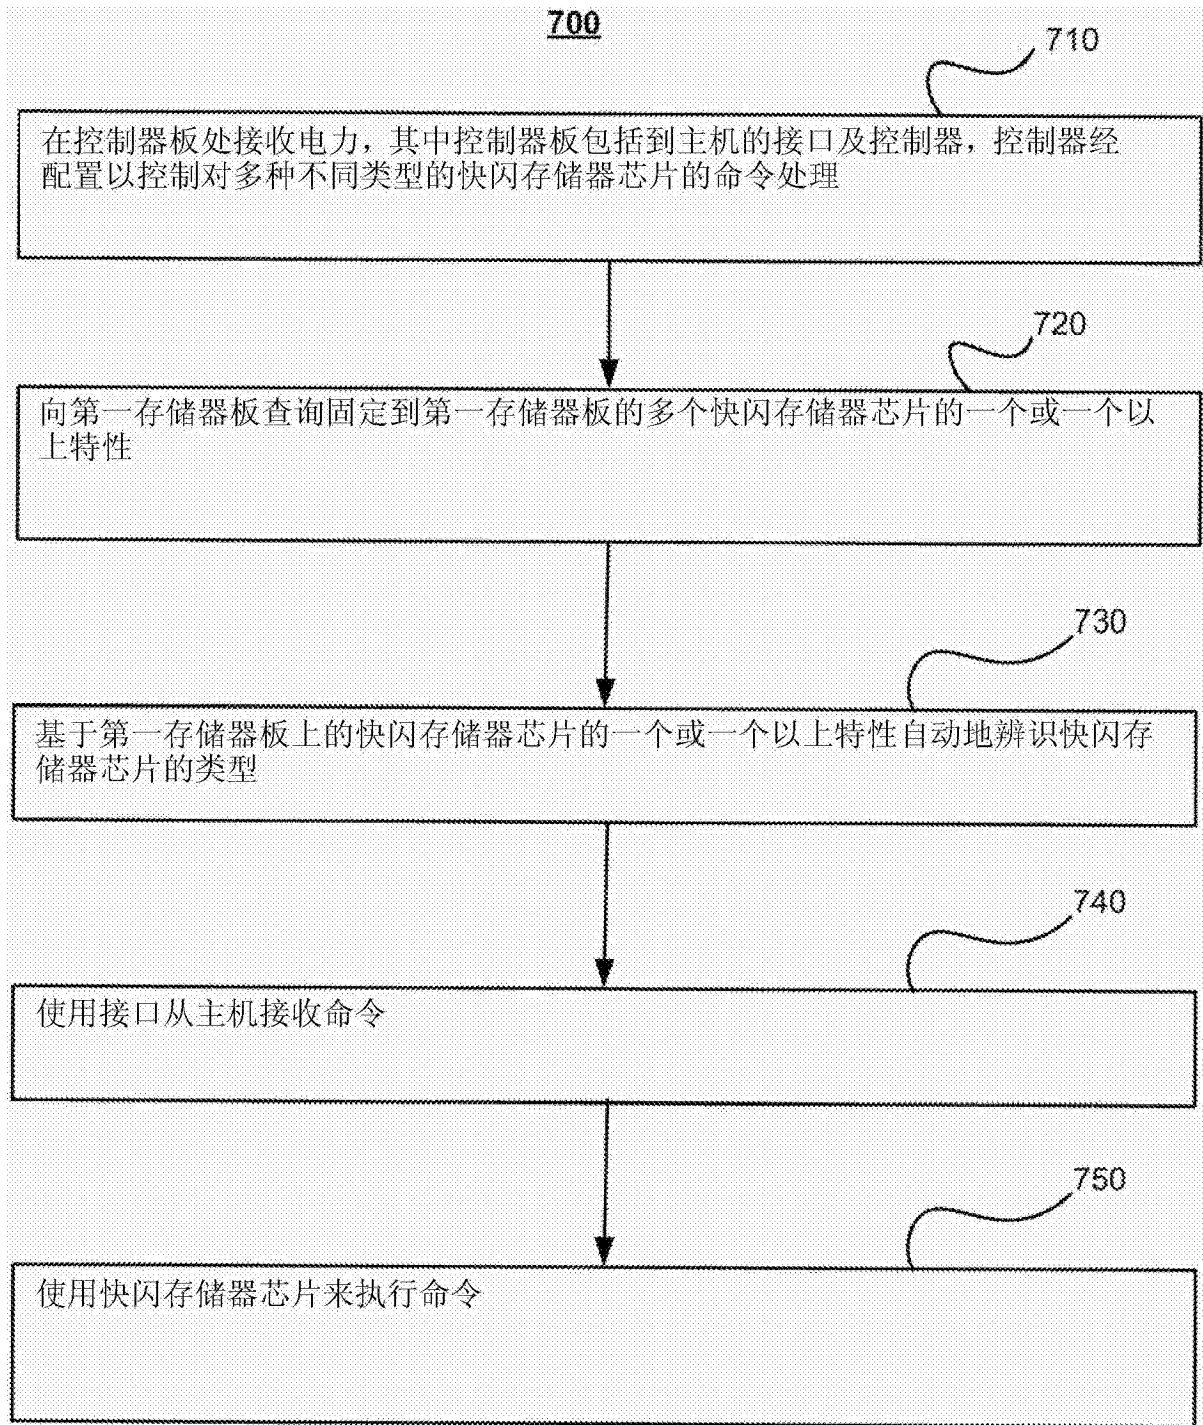 700
710
在控制器板处接收电力，其中控制器板包括到主机的接口及控制器，控制器经
配置以控制对多种不同类型的快闪存储器芯片的命令处理
720
向第一存储器板查询固定到第一存储器板的多个快闪存储器芯片的一个或一个以
上特性
730
基于第一存储器板上的快闪存储器芯片的一个或一个以上特性自动地辨识快闪存
储器芯片的类型
740
使用接口从主机接收命令
750
使用快闪存储器芯片来执行命令